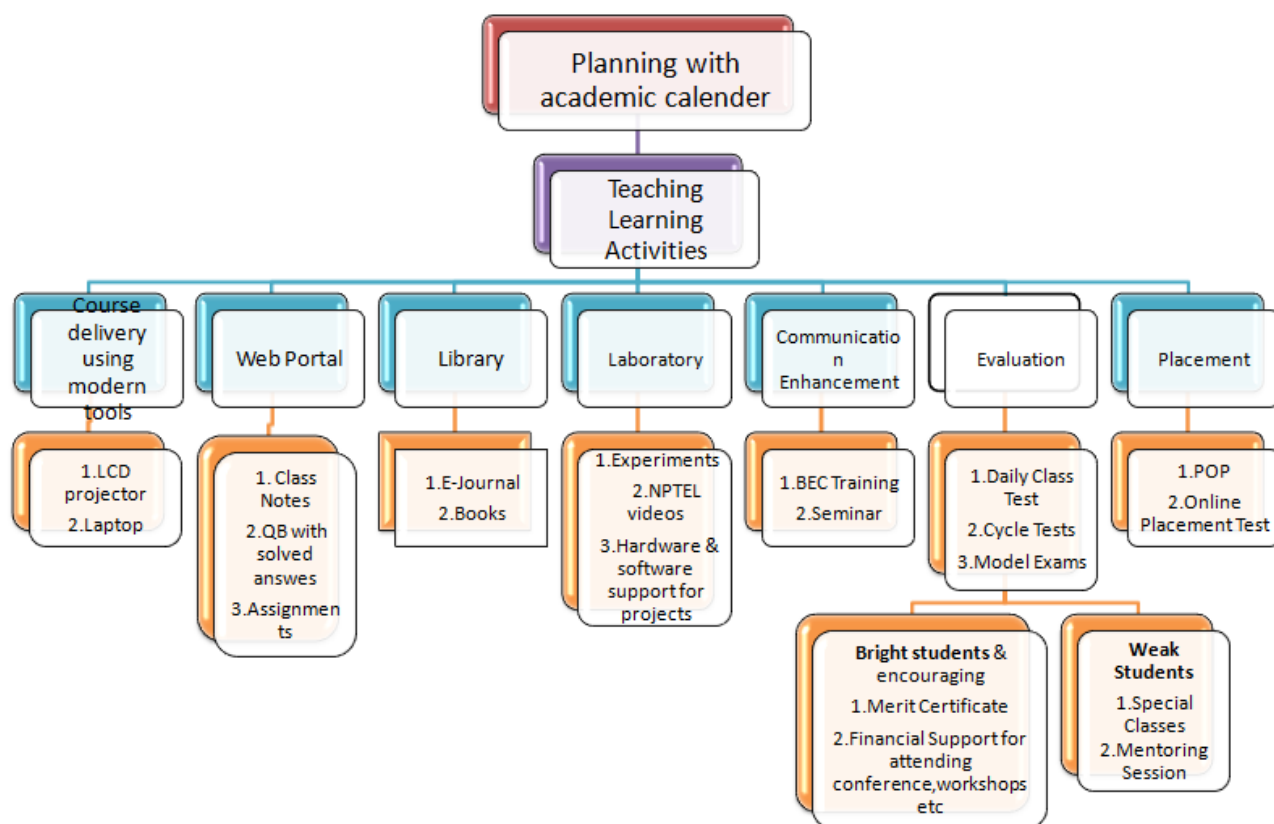 Planning with
academic calender
Teaching
Learning
Activities
Course
delivery
using
modern
tools
Web Portal
Library
Laboratory
Communicatio
n
Enhancement
Evaluation
Placement
1.LCD
projector
2.Laptop
1. Class
Notes
2.QB with
solved
answes
3.Assignmen
ts
1.E-Journal
2.Books
1.Experiments
2.NPTEL
videos
3.Hardware &
software
support for
projects
1.BEC Training
2.Seminar
1.Daily Class
Test
2.Cycle Tests
3.Model Exams
1.POP
2.Online
Placement Test
Bright students &
encouraging
1.Merit Certificate
2.Financial Support for
attending
conference,workshops
etc
Weak
Students
1.Special
Classes
2.Mentoring
Session